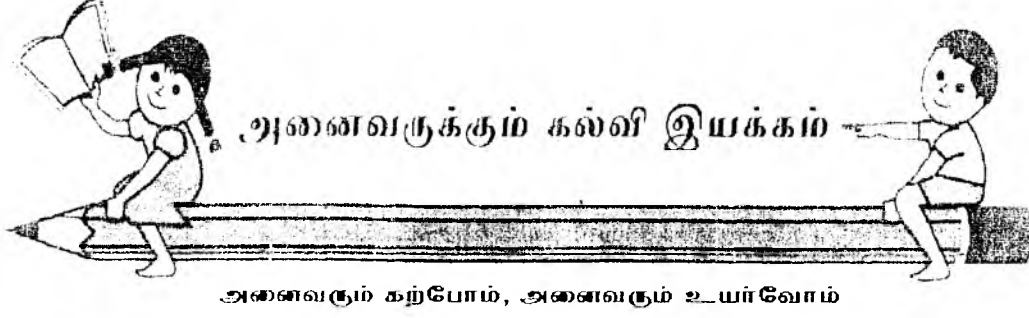 அனைவருக்கும் கல்வி இயக்கம்
அனைவரும் கற்போம், அனைவரும் உயர்வோம்